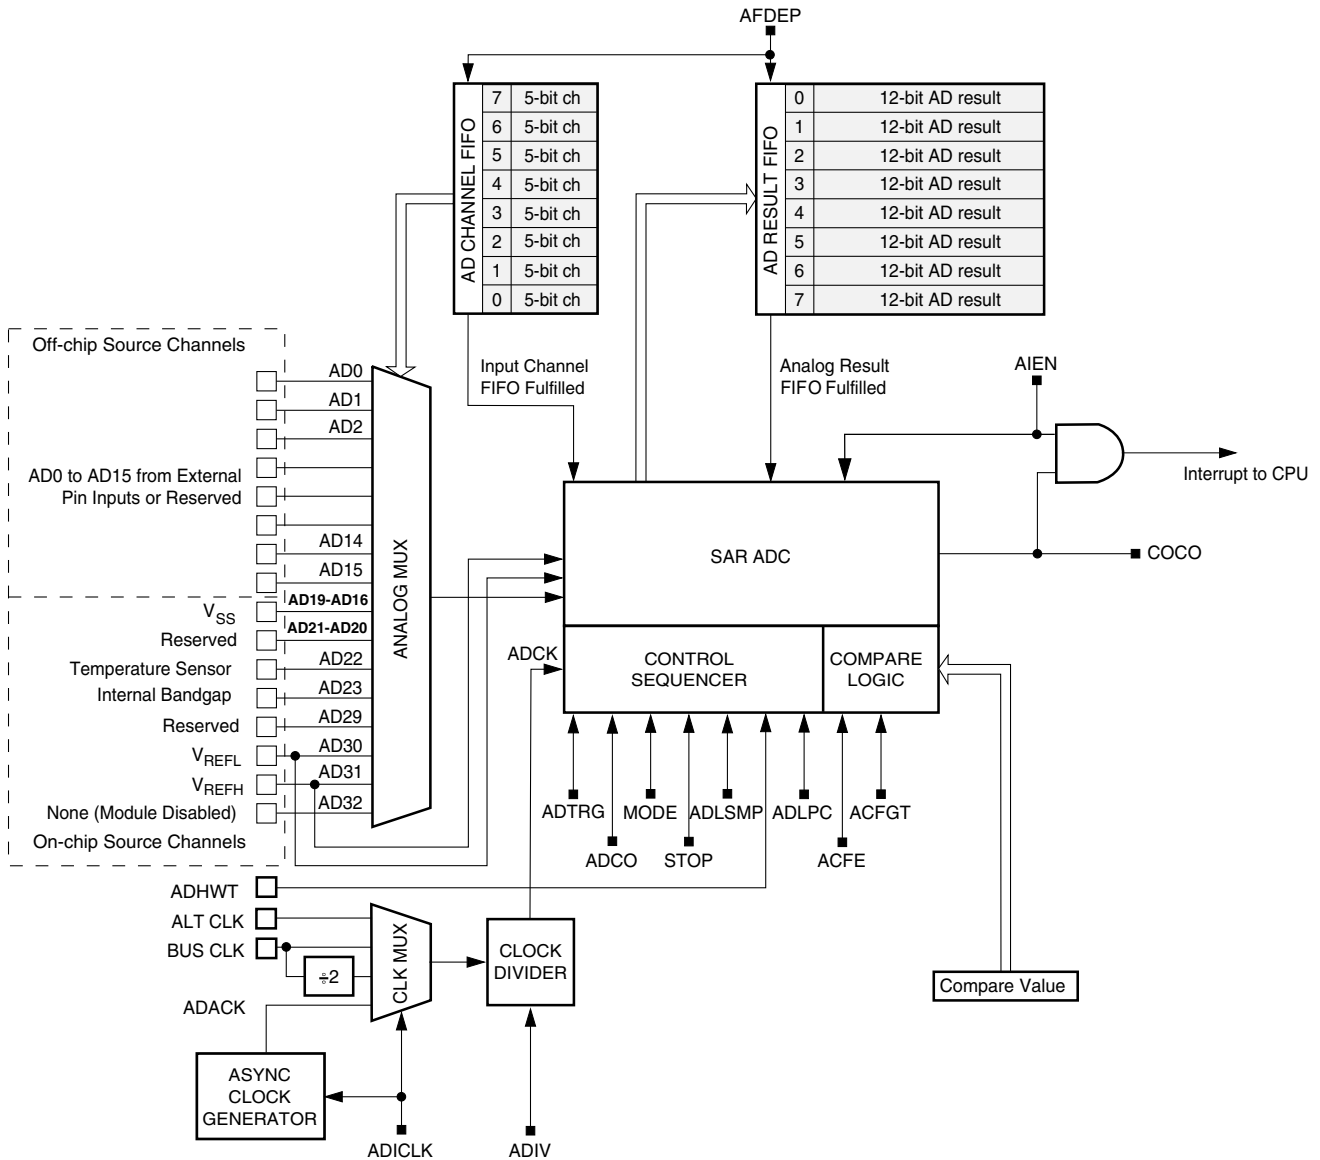 AFDEP
AD CHANNEL FIFO
7 5-bit ch
6 5-bit ch
5 5-bit ch
4 5-bit ch
3 5-bit ch
2 5-bit ch
1 5-bit ch
0 5-bit ch
AD RESULT FIFO
0 12-bit AD result
1 12-bit AD result
2 12-bit AD result
3 12-bit AD result
4 12-bit AD result
5 12-bit AD result
6 12-bit AD result
7 12-bit AD result
Off-chip Source Channels
AD0
AD1
AD2
AD0 to AD15 from External
Pin Inputs or Reserved
AD14
AD15
VSS AD19-AD16
Reserved AD21-AD20
Temperature Sensor AD22
Internal Bandgap AD23
Reserved AD29
VREFL AD30
VREFH AD31
None (Module Disabled) AD32
On-chip Source Channels
ANALOG MUX
Input Channel
FIFO Fulfilled
Analog Result
FIFO Fulfilled
AIEN
Interrupt to CPU
SAR ADC
COCO
ADCK
CONTROL
SEQUENCER
COMPARE
LOGIC
ADTRG
MODE
ADLSMP
ADLPC
ACFGT
ADCO
STOP
ACFE
ADHWT
ALT CLK
BUS CLK
÷2
ADACK
CLK MUX
CLOCK
DIVIDER
Compare Value
ASYNC
CLOCK
GENERATOR
ADICLK
ADIV